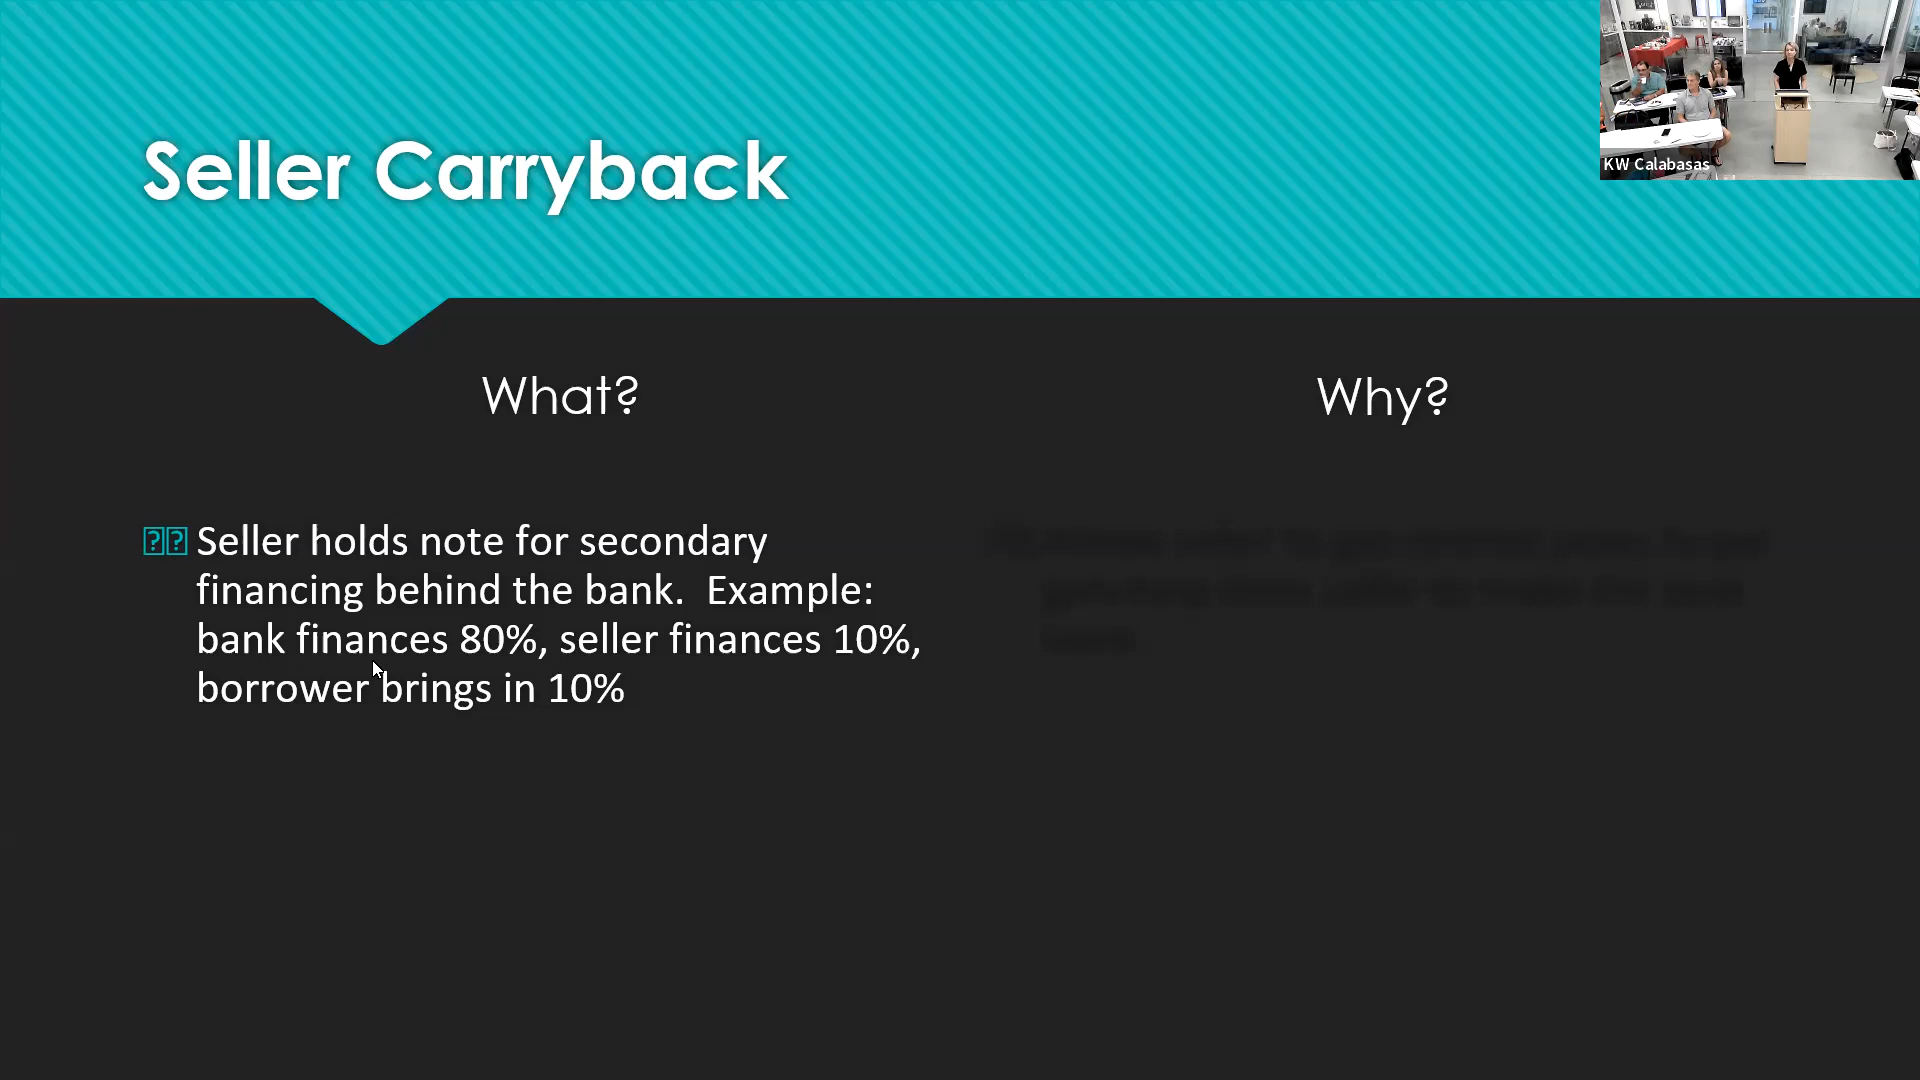 Seller Carryback
KW Calabasas
What?
Why?
Seller holds note for secondary
financing behind the bank.  Example:
bank finances 80%, seller finances 10%,
borrower brings in 10%